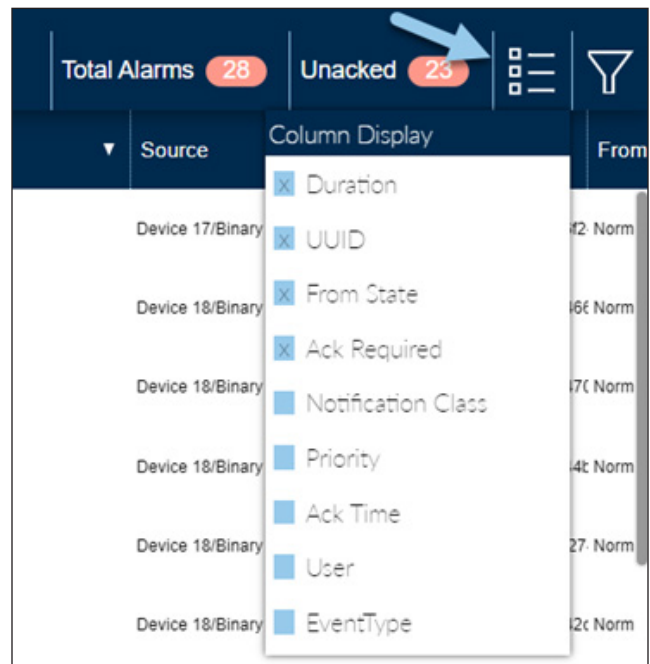 Total Alarms 28 Unacked 23
▼ Source From
Column Display
Duration
UUID
From State
Ack Required
Notification Class
Priority
Ack Time
User
EventType
Device 17/Binary Norm
Device 18/Binary Norm
Device 18/Binary Norm
Device 18/Binary Norm
Device 18/Binary Norm
Device 18/Binary Norm